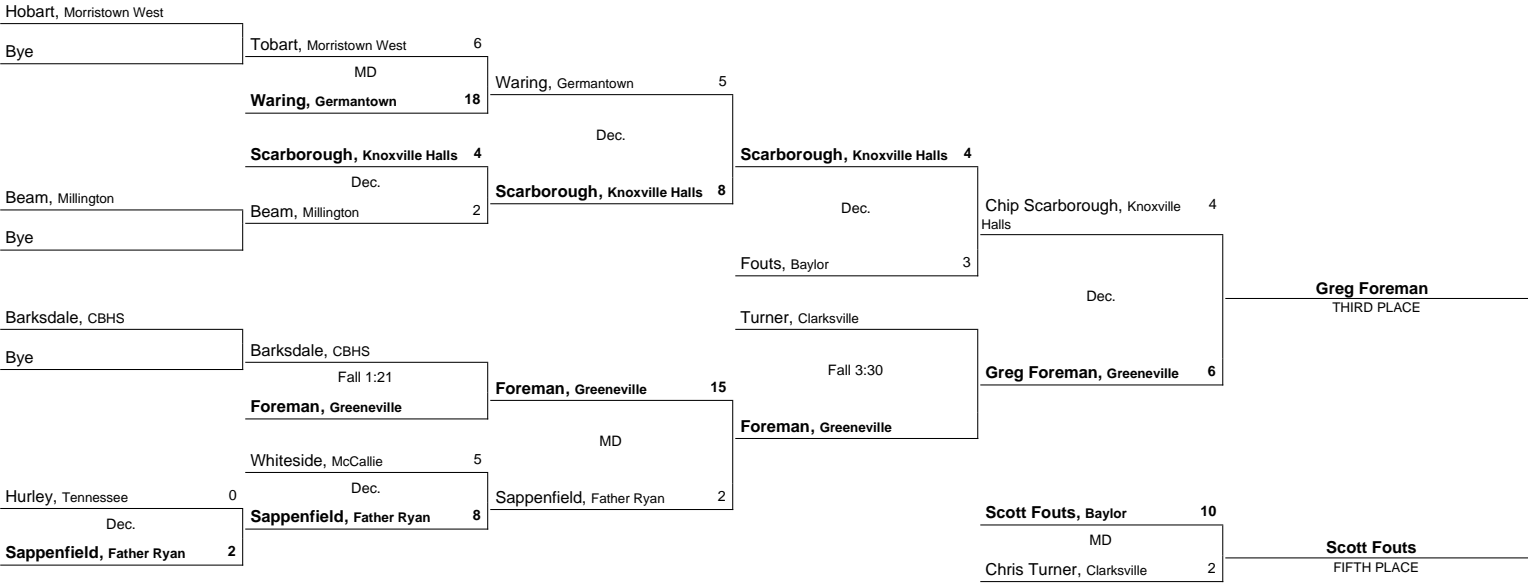 Hobart, Morristown West
Bye
Tobart, Morristown West 6
MD
Waring, Germantown 18
Waring, Germantown 5
Dec.
Scarborough, Knoxville Halls 4
Dec.
Beam, Millington 2
Scarborough, Knoxville Halls 8
Beam, Millington
Bye
Scarborough, Knoxville Halls 4
Dec.
Fouts, Baylor 3
Chip Scarborough, Knoxville 4
Halls
Dec.
Greg Foreman, Greeneville 6
Greg Foreman
THIRD PLACE
Barksdale, CBHS
Bye
Barksdale, CBHS
Fall 1:21
Foreman, Greeneville
Foreman, Greeneville 15
MD
Sappenfield, Father Ryan 2
Turner, Clarksville
Fall 3:30
Foreman, Greeneville
Whiteside, McCallie 5
Dec.
Sappenfield, Father Ryan 8
Hurley, Tennessee 0
Dec.
Sappenfield, Father Ryan 2
Scott Fouts, Baylor 10
MD
Chris Turner, Clarksville 2
Scott Fouts
FIFTH PLACE